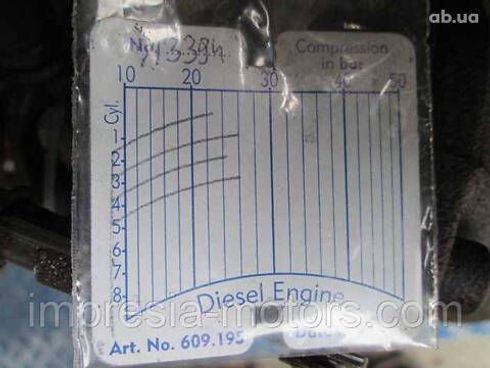 ab.ua
No.
Compression
in bar
10 20 30 40 50
Cyl.
1
2
3
4
5
6
7
8
Diesel Engine
impresia-motors.com
Art. No. 609.195